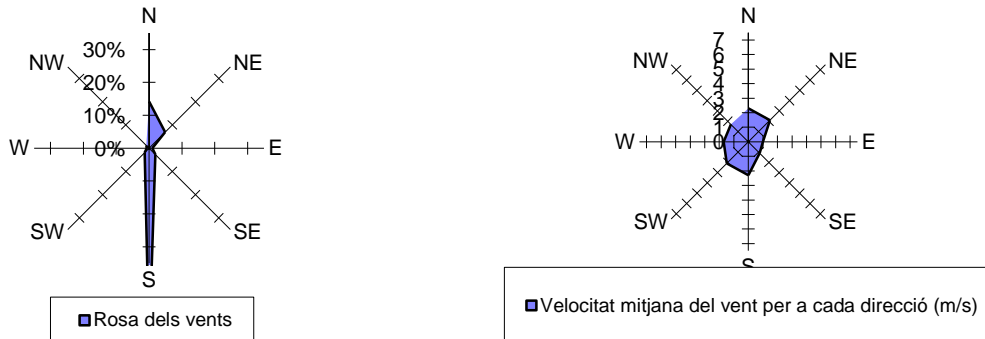 N
30%
NW
NE
20%
10%
W
0%
E
SW
SE
S
Rosa dels vents
N
7
6
NW
NE
5
4
3
2
1
W
0
E
SW
SE
S
Velocitat mitjana del vent per a cada direcció (m/s)